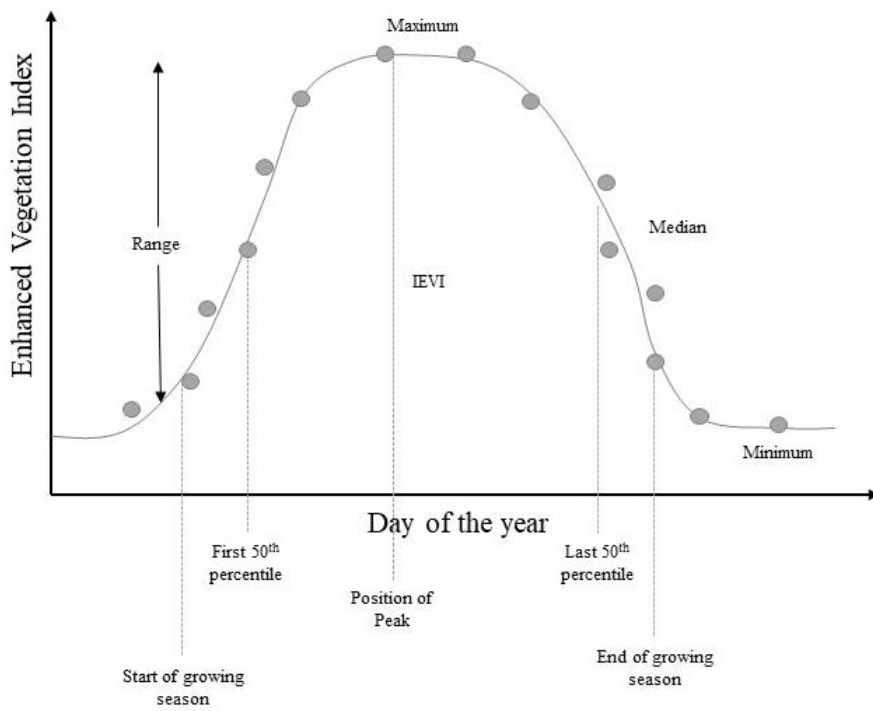 Maximum
Enhanced Vegetation Index
Range
Median
IEVI
Minimum
Day of the year
First 50th
percentile
Last 50th
percentile
Position of
Peak
Start of growing
season
End of growing
season